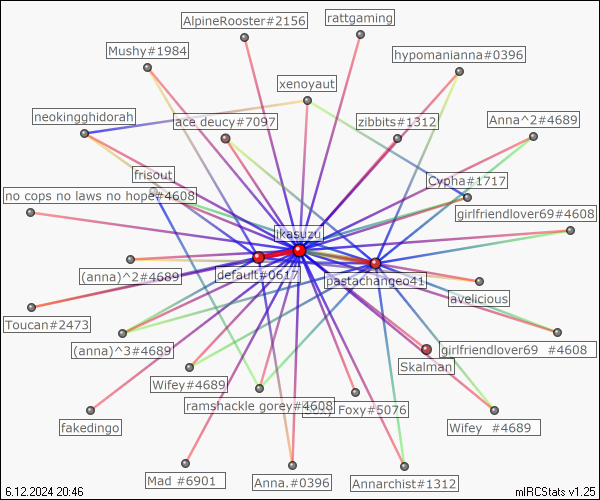 AlpineRooster#2156
rattgaming
Mushy#1984
hypomanianna#0396
xenoyaut
neokingghidorah
ace deucy#7097
zibbits#1312
Anna^2#4689
frisout
Cypha#1717
no cops no laws no hope#4608
girlfriendlover69#4608
jkasuzu
(anna)^2#4689
default#0617
pastachangeo41
avelicious
Toucan#2473
(anna)^3#4689
girlfriendlover69 #4608
Skalman
Wifey#4689
ramshackle gorey#4608
Foxy#5076
fakedingo
Wifey #4689
Mad #6901
Anna.#0396
Annarchist#1312
6.12.2024 20:46
mIRCStats v1.25